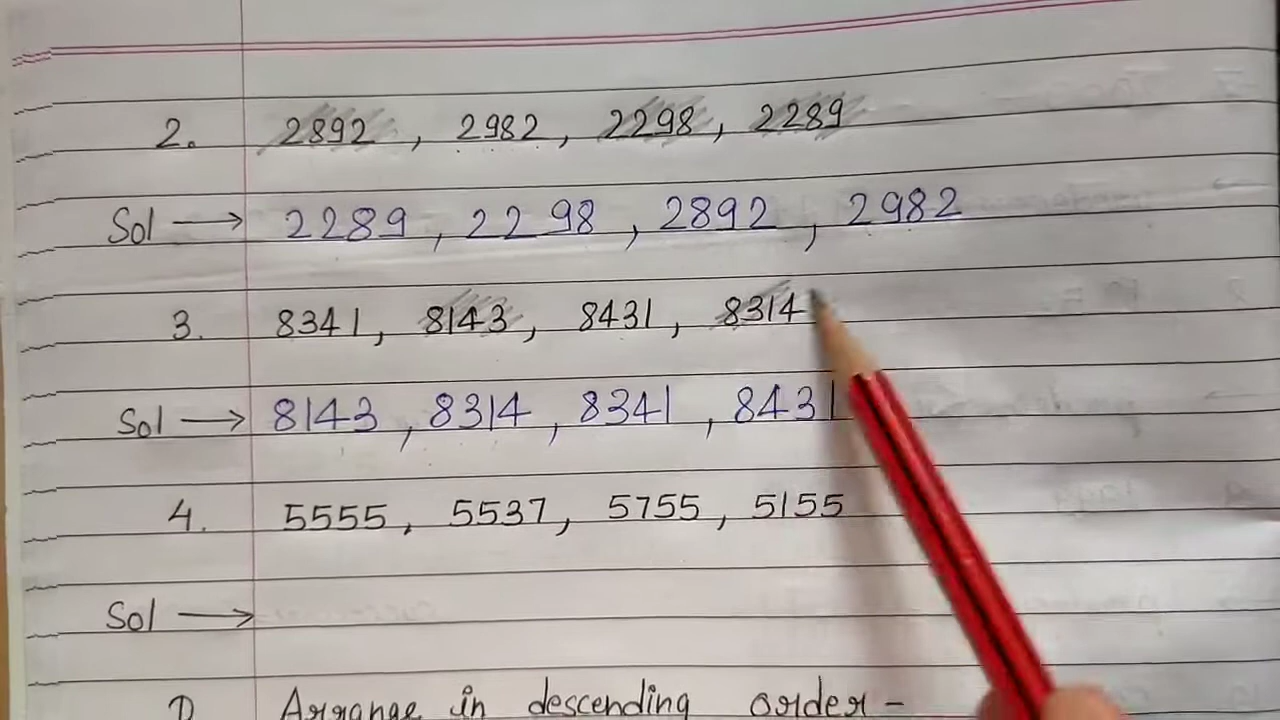 2. 2892 , 2982 , 2298 , 2289
Sol → 2289 , 2298 , 2892 , 2982
3. 8341 , 8143 , 8431 , 8314
Sol → 8143 , 8314 , 8341 , 8431
4. 5555 , 5537 , 5755 , 5155
Sol →
D Arrange in descending order -